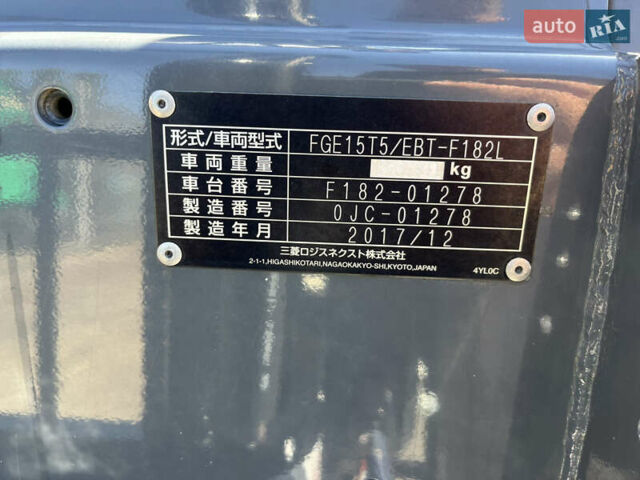 auto RIA.com
形式/車両型式 FGE15T5/EBT-F182L
車両重量 kg
車台番号 F182-01278
製造番号 0JC-01278
製造年月 2017/12
三菱ロジスネクスト株式会社
2-1-1,HIGASHIKOTARI,NAGAOKAKYO-SHI,KYOTO,JAPAN 4YL0C